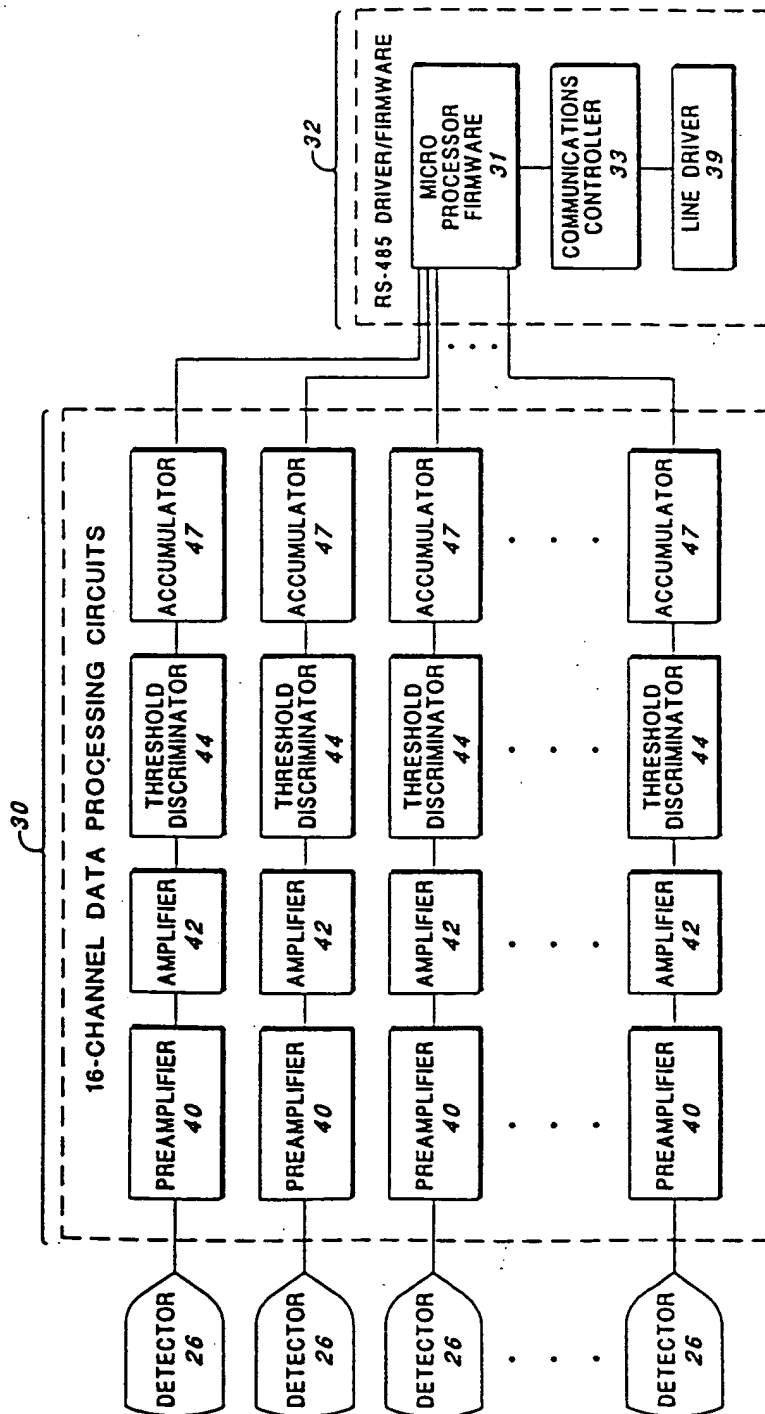 30
16-CHANNEL DATA PROCESSING CIRCUITS
DETECTOR
26
PREAMPLIFIER
40
AMPLIFIER
42
THRESHOLD
DISCRIMINATOR
44
ACCUMULATOR
47
DETECTOR
26
PREAMPLIFIER
40
AMPLIFIER
42
THRESHOLD
DISCRIMINATOR
44
ACCUMULATOR
47
DETECTOR
26
PREAMPLIFIER
40
AMPLIFIER
42
THRESHOLD
DISCRIMINATOR
44
ACCUMULATOR
47
. . .
. . .
. . .
. . .
. . .
DETECTOR
26
PREAMPLIFIER
40
AMPLIFIER
42
THRESHOLD
DISCRIMINATOR
44
ACCUMULATOR
47
. . .
32
RS-485 DRIVER/FIRMWARE
MICRO
PROCESSOR
FIRMWARE
31
COMMUNICATIONS
CONTROLLER
33
LINE DRIVER
39